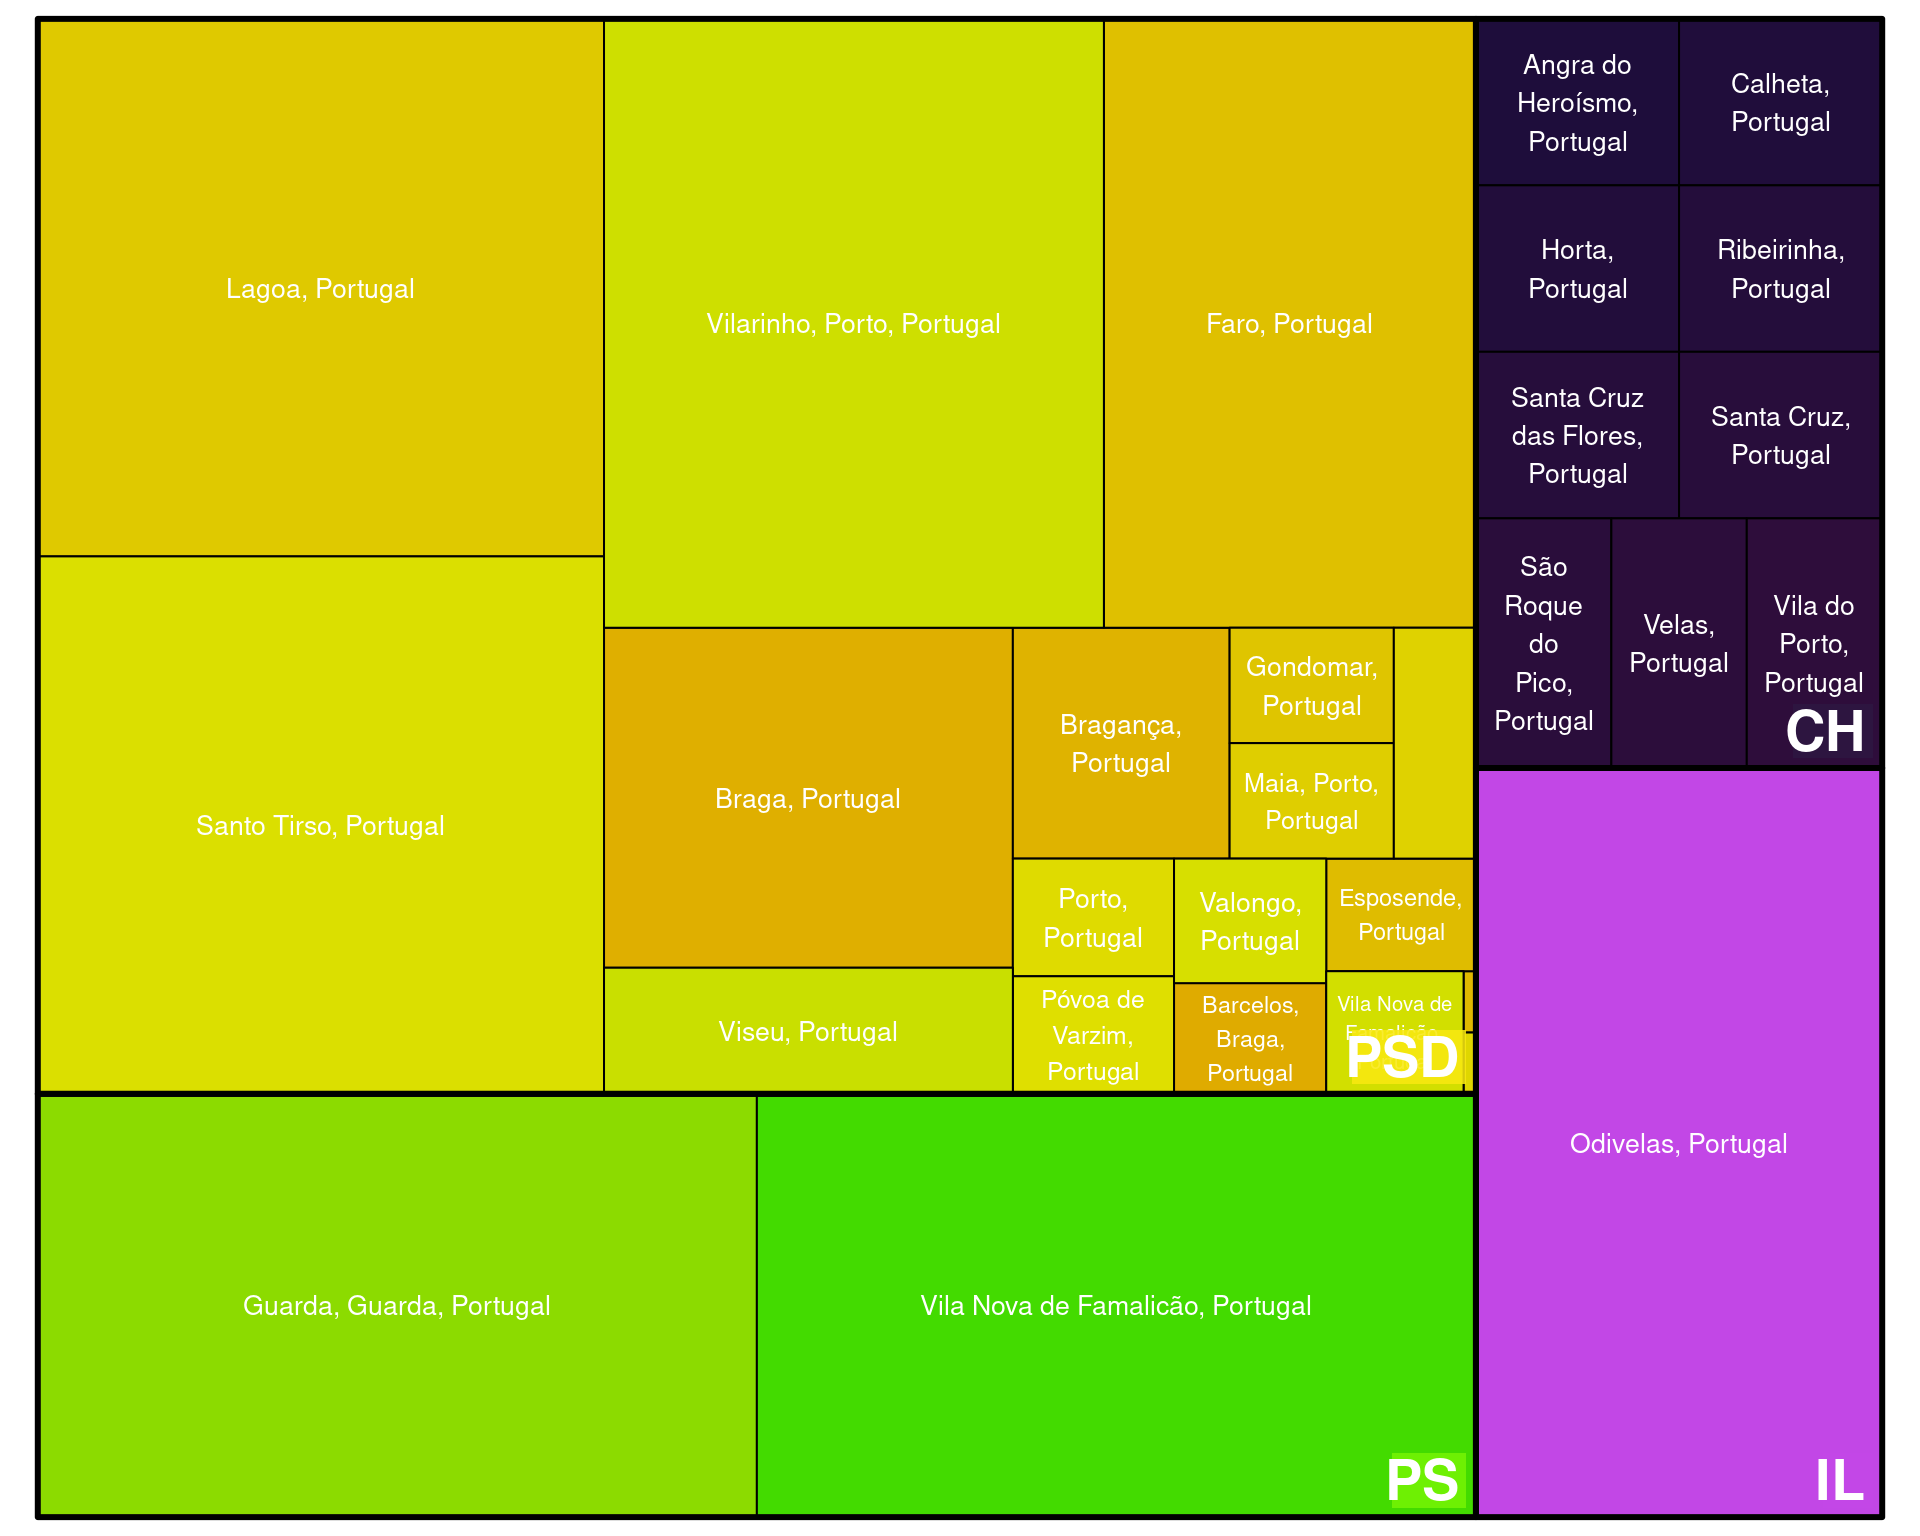 Lagoa, Portugal
Vilarinho, Porto, Portugal
Faro, Portugal
Santo Tirso, Portugal
Braga, Portugal
Viseu, Portugal
Bragança,
Portugal
Gondomar,
Portugal
Maia, Porto,
Portugal
Porto,
Portugal
Póvoa de
Varzim,
Portugal
Valongo,
Portugal
Barcelos,
Braga,
Portugal
Esposende,
Portugal
Vila Nova de
PSD
Guarda, Guarda, Portugal
Vila Nova de Famalicão, Portugal
PS
Angra do
Heroísmo,
Portugal
Calheta,
Portugal
Horta,
Portugal
Ribeirinha,
Portugal
Santa Cruz
das Flores,
Portugal
Santa Cruz,
Portugal
São
Roque
do
Pico,
Portugal
Velas,
Portugal
Vila do
Porto,
Portugal
CH
Odivelas, Portugal
IL